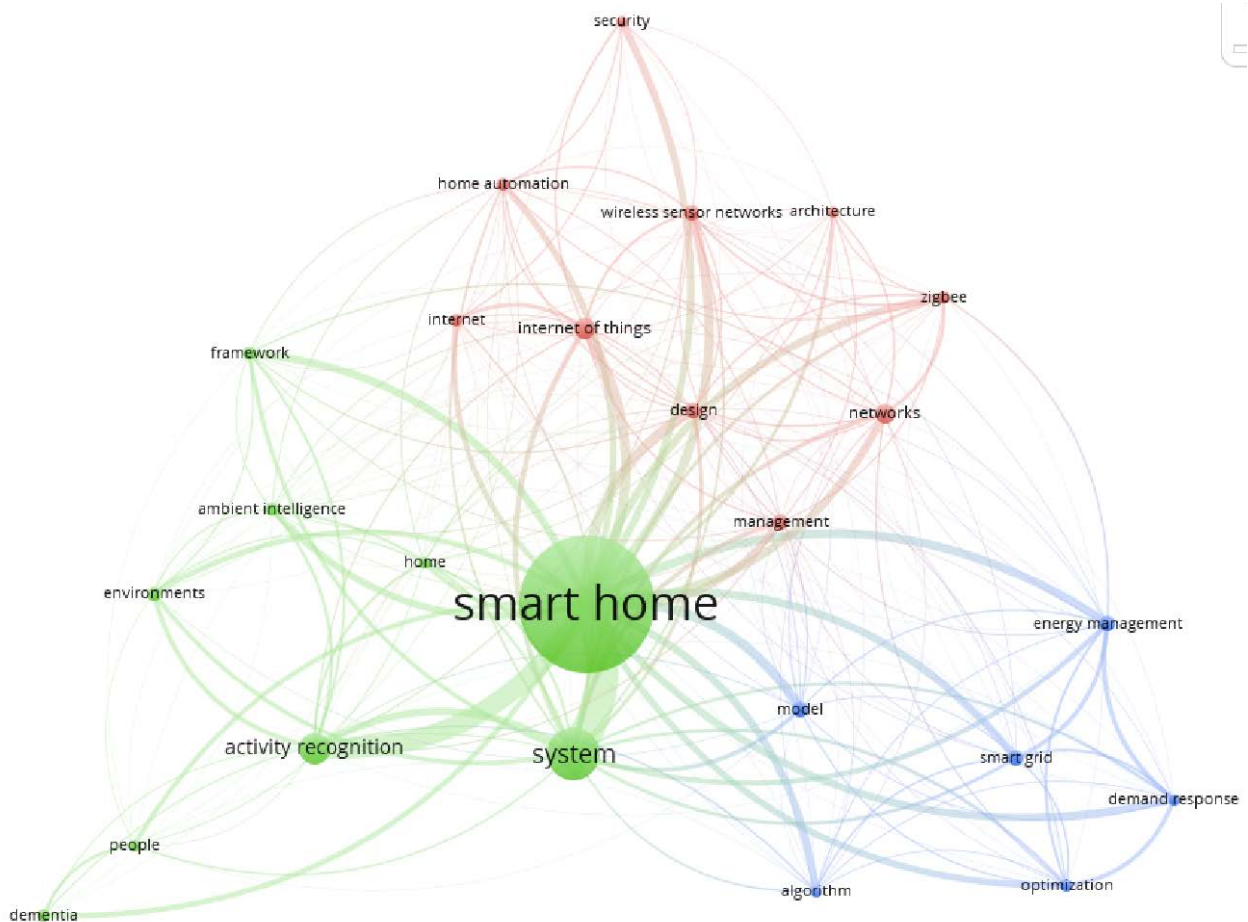 security
home automation
wireless sensor networks
architecture
zigbee
internet
internet of things
framework
design
networks
ambient intelligence
management
home
environments
smart home
energy management
model
activity recognition
system
smart grid
demand response
people
algorithm
optimization
dementia